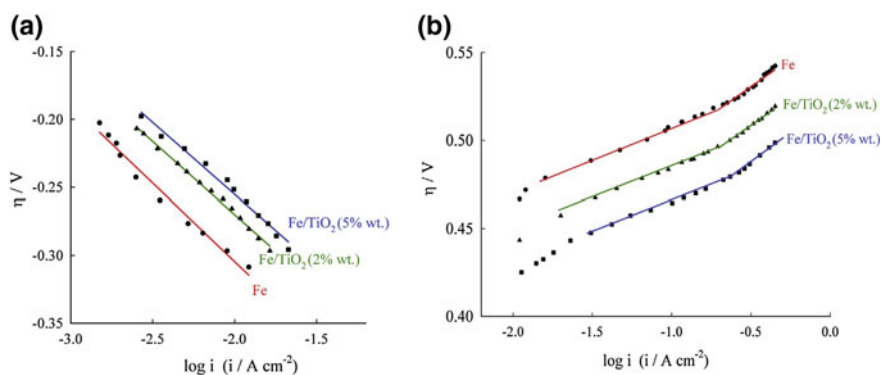 (a)
-0.15
-0.20
-0.25
-0.30
-0.35
η / V
Fe/TiO₂(5% wt.)
Fe/TiO₂(2% wt.)
Fe
-3.0 -2.5 -2.0 -1.5
log i (i / A cm⁻²)
(b)
0.55
0.50
0.45
0.40
η / V
Fe
Fe/TiO₂(2% wt.)
Fe/TiO₂(5% wt.)
-2.0 -1.5 -1.0 -0.5 0.0
log i (i / A cm⁻²)